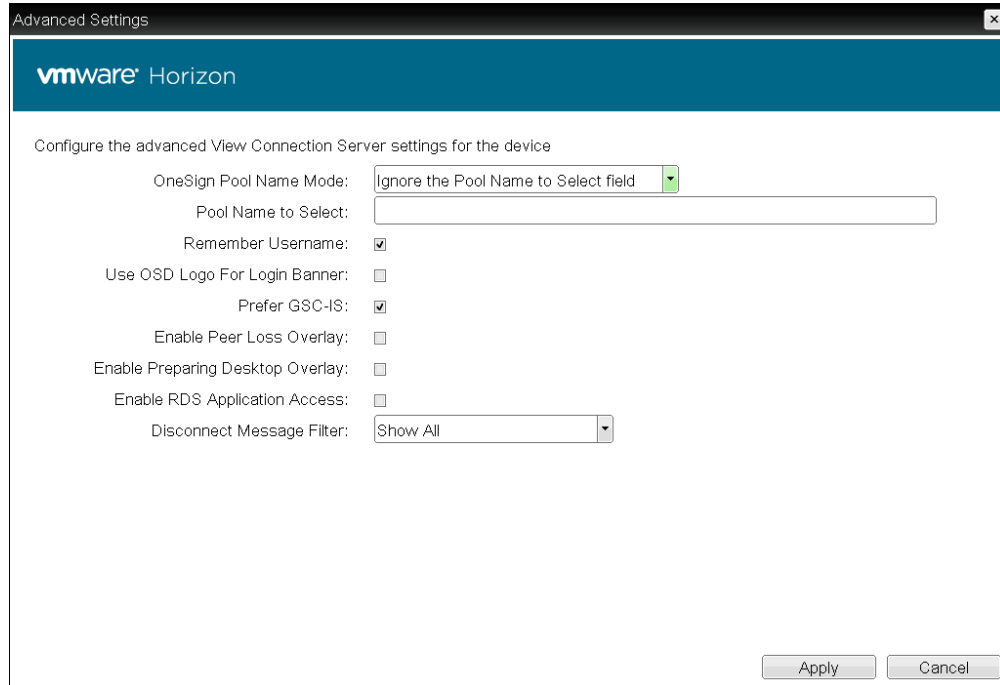 Advanced Settings
vmware Horizon
Configure the advanced View Connection Server settings for the device
OneSign Pool Name Mode: Ignore the Pool Name to Select field
Pool Name to Select:
Remember Username:
Use OSD Logo For Login Banner:
Prefer GSC-IS:
Enable Peer Loss Overlay:
Enable Preparing Desktop Overlay:
Enable RDS Application Access:
Disconnect Message Filter: Show All
Apply Cancel